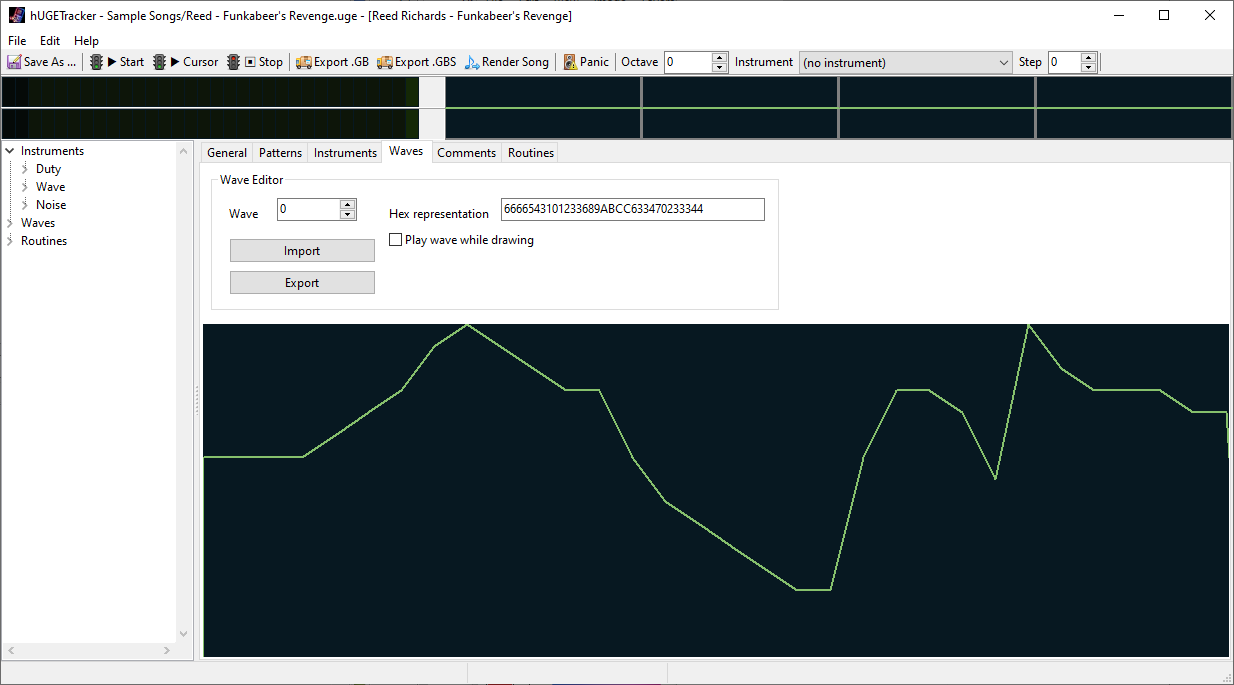 hUGETracker - Sample Songs/Reed - Funkabeer's Revenge.uge - [Reed Richards - Funkabeer's Revenge]
File Edit Help
Save As ... Start Cursor Stop Export .GB Export .GBS Render Song Panic Octave 0 Instrument (no instrument) Step 0
Instruments
Duty
Wave
Noise
Waves
Routines
General Patterns Instruments Waves Comments Routines
Wave Editor
Wave 0 Hex representation 6666543101233689ABCC633470233344
Play wave while drawing
Import
Export